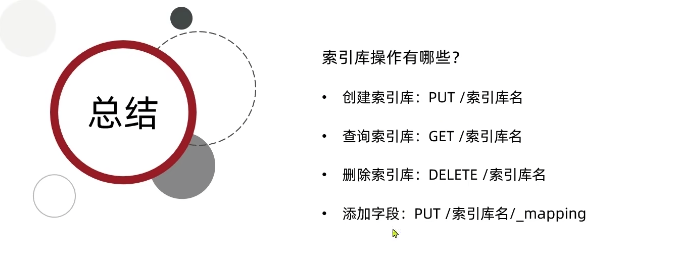 总结
索引库操作有哪些?
• 创建索引库：PUT /索引库名
• 查询索引库：GET /索引库名
• 删除索引库：DELETE /索引库名
• 添加字段：PUT /索引库名/_mapping